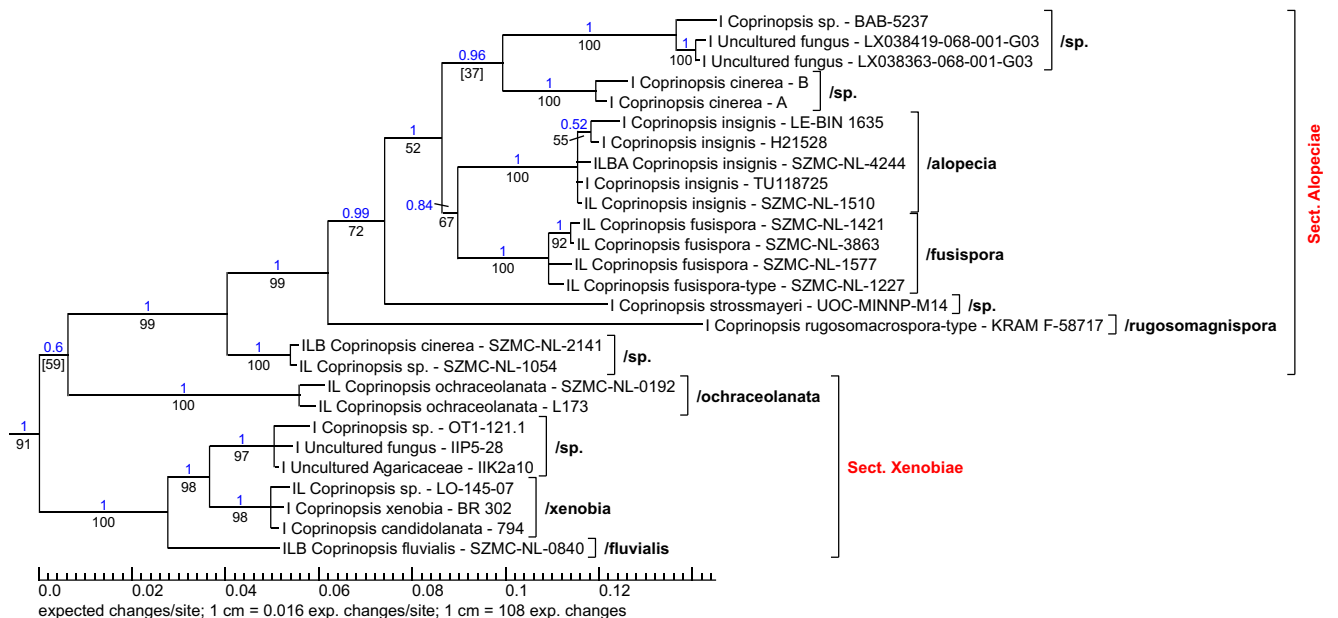 I Coprinopsis sp. - BAB-5237
1
100
1
100
I Uncultured fungus - LX038419-068-001-G03
I Uncultured fungus - LX038363-068-001-G03
/sp.
0.96
[37]
I Coprinopsis cinerea - B
I Coprinopsis cinerea - A
1
100
/sp.
1
52
0.52
55
I Coprinopsis insignis - LE-BIN 1635
I Coprinopsis insignis - H21528
ILBA Coprinopsis insignis - SZMC-NL-4244
I Coprinopsis insignis - TU118725
IL Coprinopsis insignis - SZMC-NL-1510
1
100
/alopecia
0.84
67
IL Coprinopsis fusispora - SZMC-NL-1421
IL Coprinopsis fusispora - SZMC-NL-3863
IL Coprinopsis fusispora - SZMC-NL-1577
IL Coprinopsis fusispora-type - SZMC-NL-1227
1
92
1
100
/fusispora
0.99
72
I Coprinopsis strossmayeri - UOC-MINNP-M14
/sp.
1
99
I Coprinopsis rugosomacrospora-type - KRAM F-58717
/rugosomagnispora
1
99
ILB Coprinopsis cinerea - SZMC-NL-2141
IL Coprinopsis sp. - SZMC-NL-1054
1
100
/sp.
Sect. Alopeciae
0.6
[59]
IL Coprinopsis ochraceolanata - SZMC-NL-0192
IL Coprinopsis ochraceolanata - L173
1
100
/ochraceolanata
1
91
I Coprinopsis sp. - OT1-121.1
I Uncultured fungus - IIP5-28
I Uncultured Agaricaceae - IIK2a10
1
97
/sp.
1
98
IL Coprinopsis sp. - LO-145-07
I Coprinopsis xenobia - BR 302
I Coprinopsis candidolanata - 794
1
98
/xenobia
1
100
ILB Coprinopsis fluvialis - SZMC-NL-0840
/fluvialis
Sect. Xenobiae
0.0 0.02 0.04 0.06 0.08 0.1 0.12
expected changes/site; 1 cm = 0.016 exp. changes/site; 1 cm = 108 exp. changes